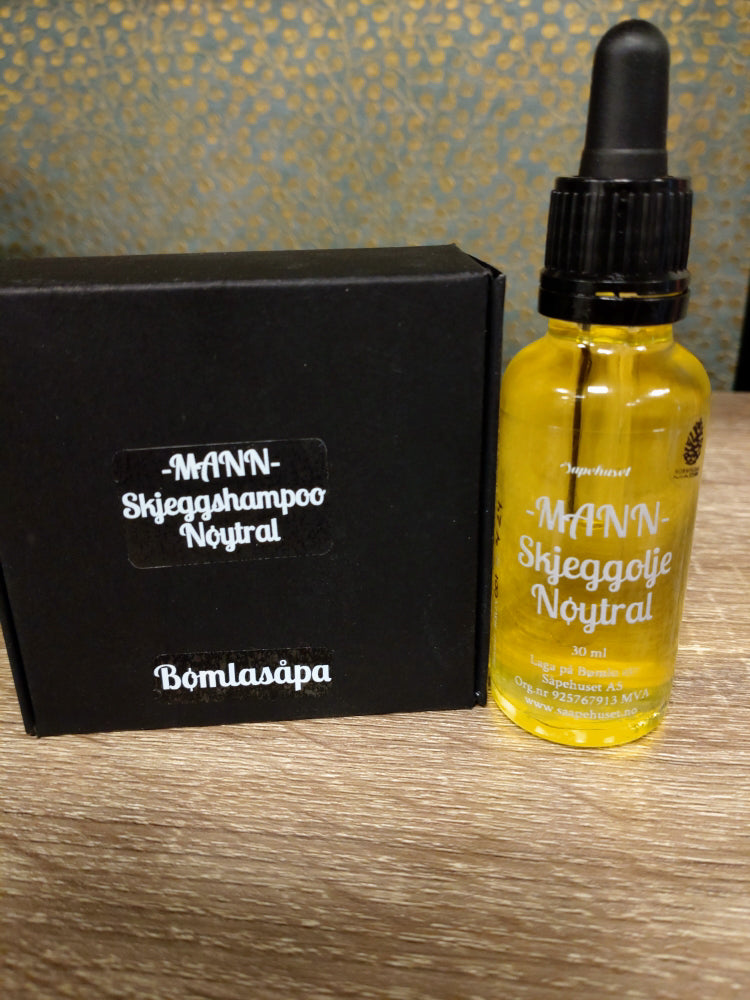 -MANN-
Skjeggshampoo
Nøytral
Bømlasåpa
Såpehuset
-MANN-
Skjeggolje
Nøytral
30 ml
Laga på Bømlo av
Såpehuset AS
Org.nr 925767913 MVA
www.saapehuset.no